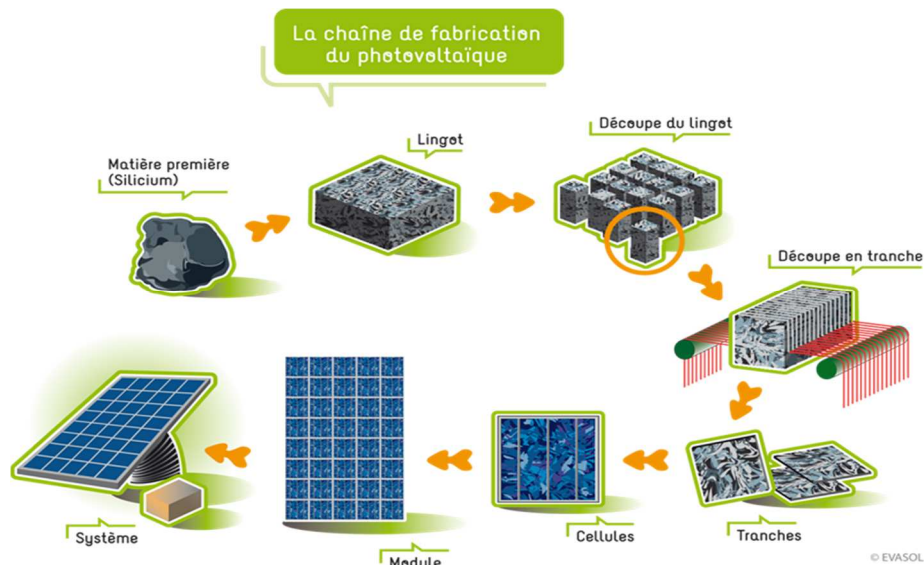 La chaîne de fabrication
du photovoltaïque
Matière première
(Silicium)
Lingot
Découpe du lingot
Découpe en tranche
Tranches
Cellules
Module
Système
© EVASOL